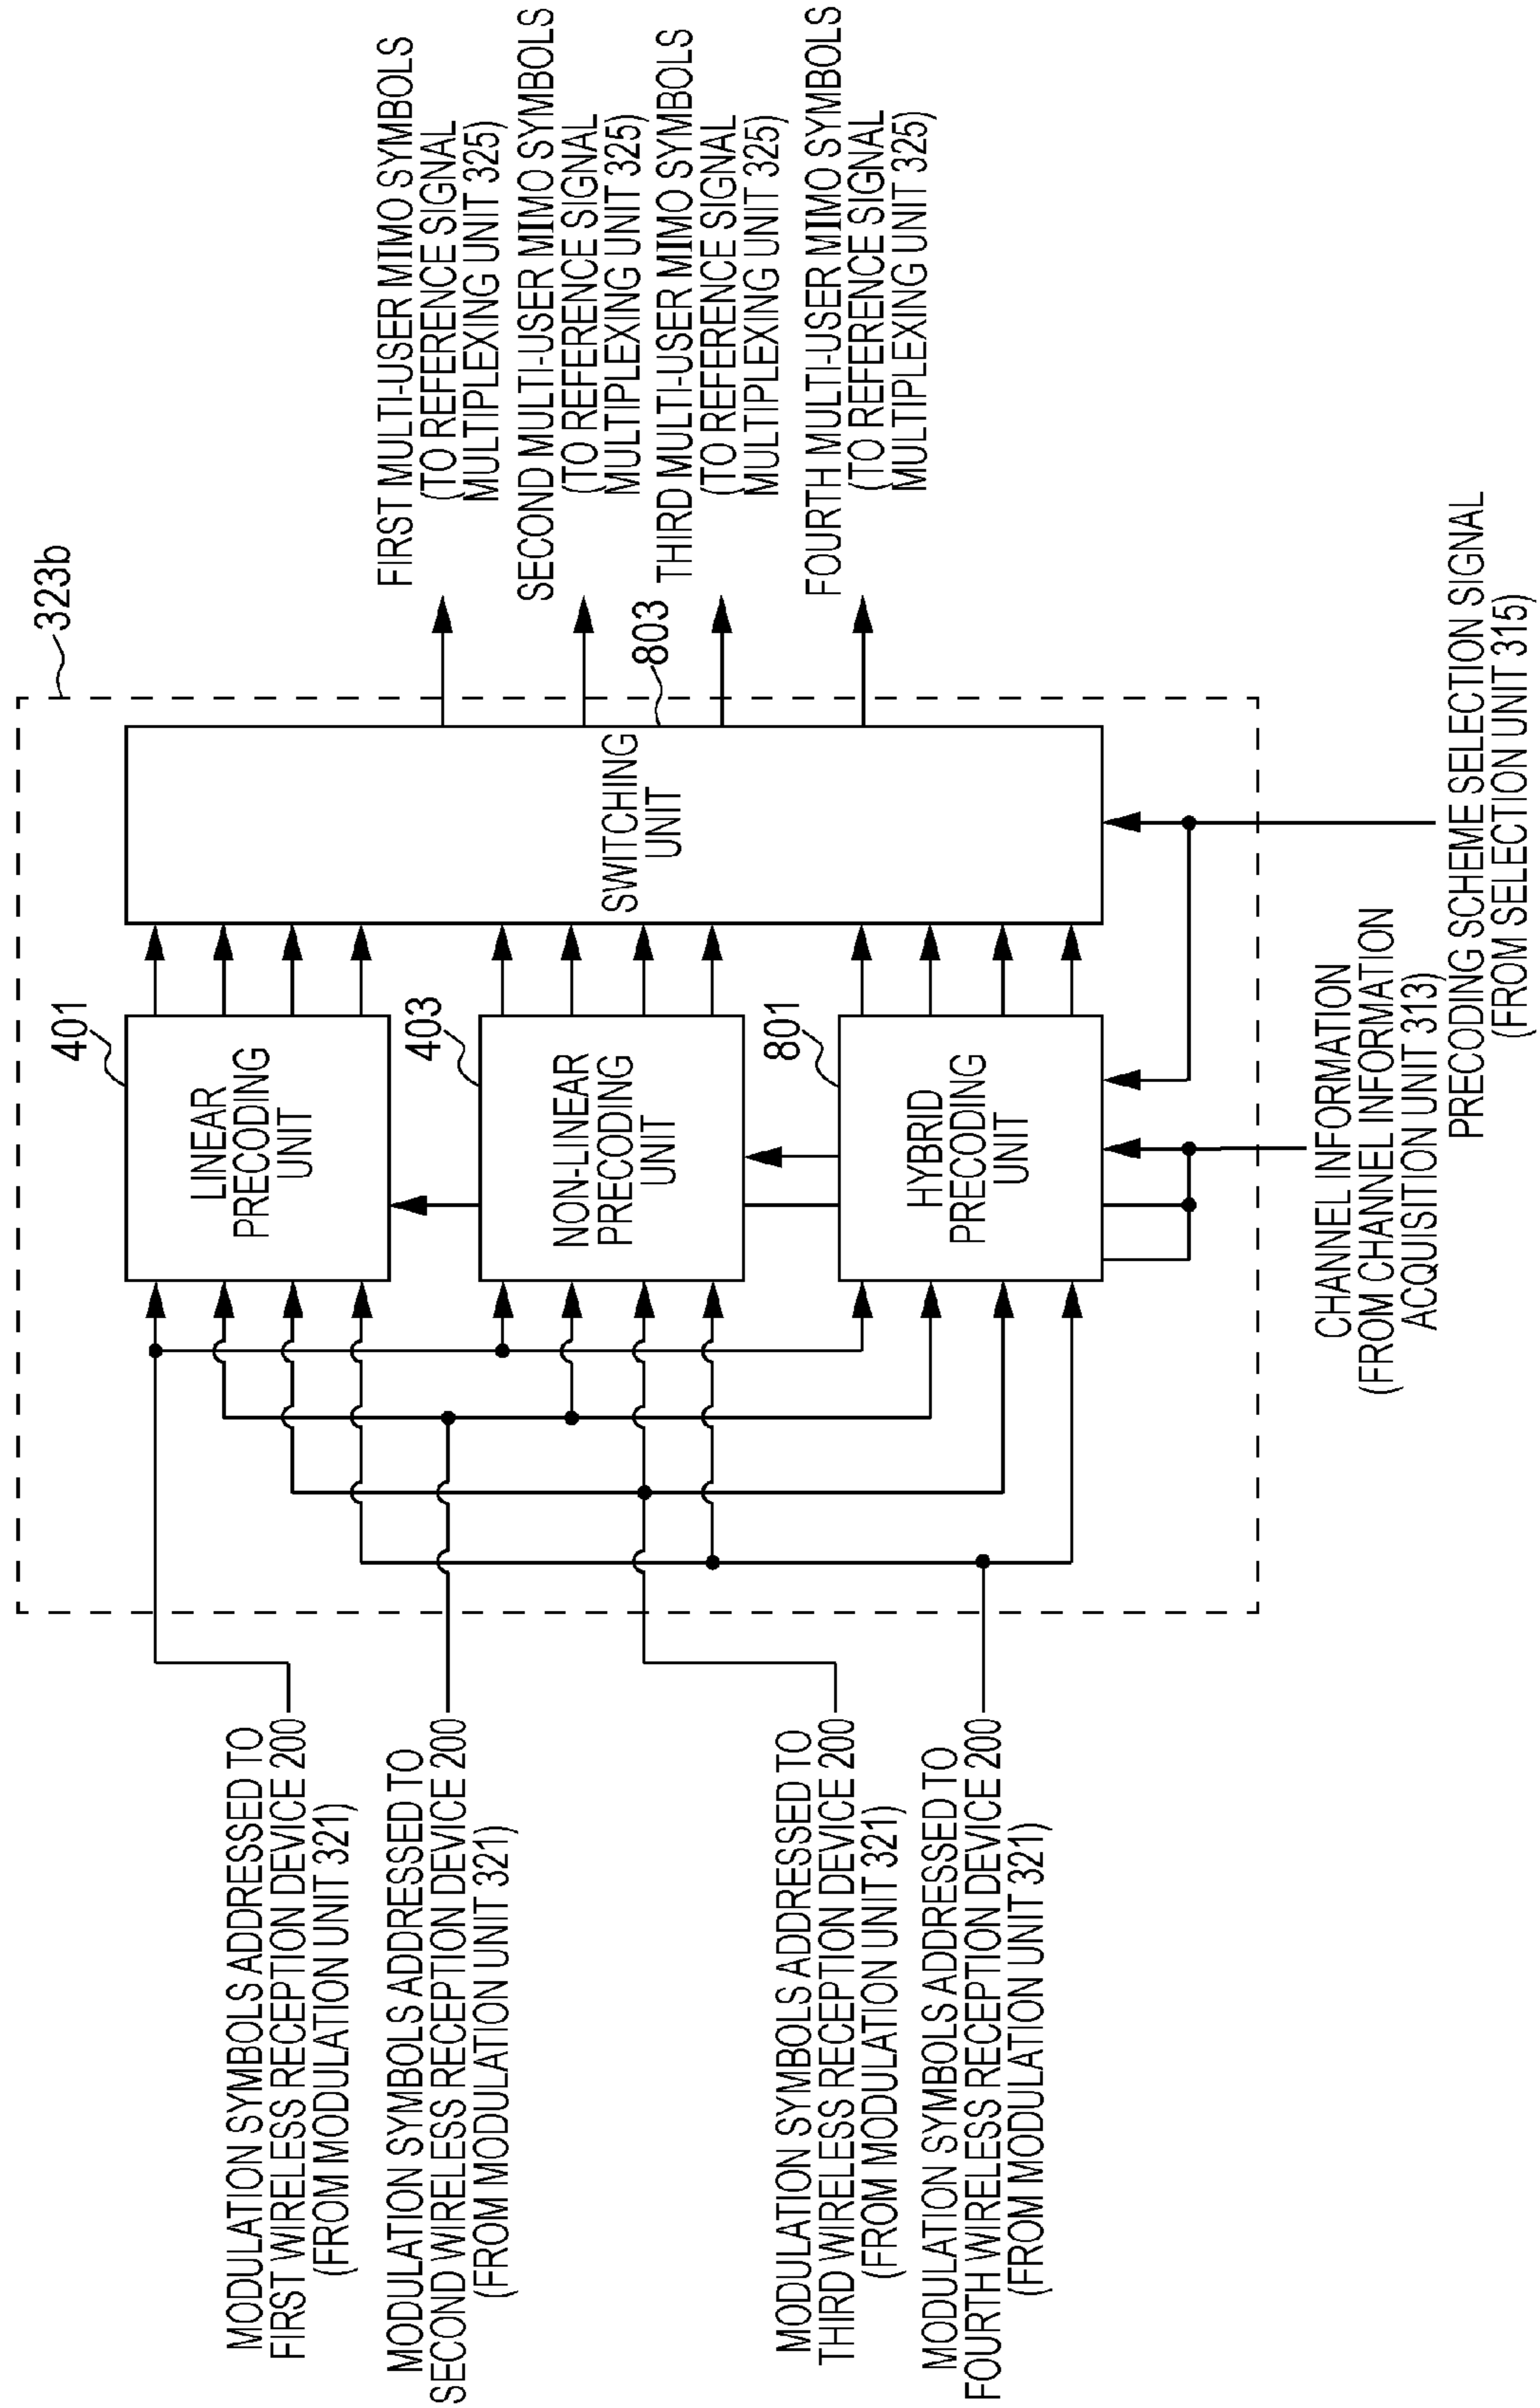 323b
MODULATION SYMBOLS ADDRESSED TO
FIRST WIRELESS RECEPTION DEVICE 200
(FROM MODULATION UNIT 321)
MODULATION SYMBOLS ADDRESSED TO
SECOND WIRELESS RECEPTION DEVICE 200
(FROM MODULATION UNIT 321)
MODULATION SYMBOLS ADDRESSED TO
THIRD WIRELESS RECEPTION DEVICE 200
(FROM MODULATION UNIT 321)
MODULATION SYMBOLS ADDRESSED TO
FOURTH WIRELESS RECEPTION DEVICE 200
(FROM MODULATION UNIT 321)
401
LINEAR
PRECODING
UNIT
403
NON-LINEAR
PRECODING
UNIT
801
HYBRID
PRECODING
UNIT
SWITCHING
UNIT
803
FIRST MULTI-USER MIMO SYMBOLS
(TO REFERENCE SIGNAL
MULTIPLEXING UNIT 325)
SECOND MULTI-USER MIMO SYMBOLS
(TO REFERENCE SIGNAL
MULTIPLEXING UNIT 325)
THIRD MULTI-USER MIMO SYMBOLS
(TO REFERENCE SIGNAL
MULTIPLEXING UNIT 325)
FOURTH MULTI-USER MIMO SYMBOLS
(TO REFERENCE SIGNAL
MULTIPLEXING UNIT 325)
CHANNEL INFORMATION
(FROM CHANNEL INFORMATION
ACQUISITION UNIT 313)
PRECODING SCHEME SELECTION SIGNAL
(FROM SELECTION UNIT 315)